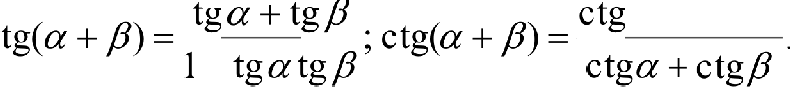 tg(α + β) = tgα + tgβ / 1 tgα tgβ ; ctg(α + β) = ctg / ctgα + ctgβ .